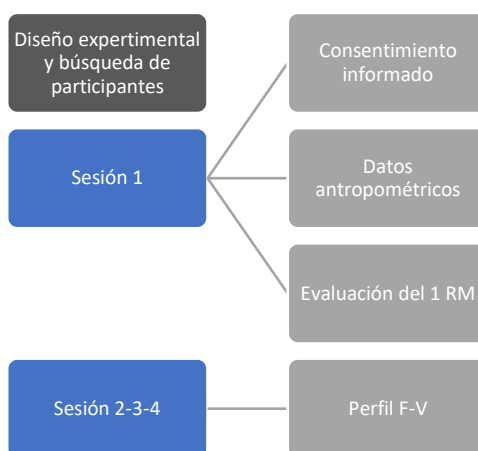 Diseño expertimental
y búsqueda de
participantes
Consentimiento
informado
Sesión 1
Datos
antropométricos
Evaluación del 1 RM
Sesión 2-3-4
Perfil F-V